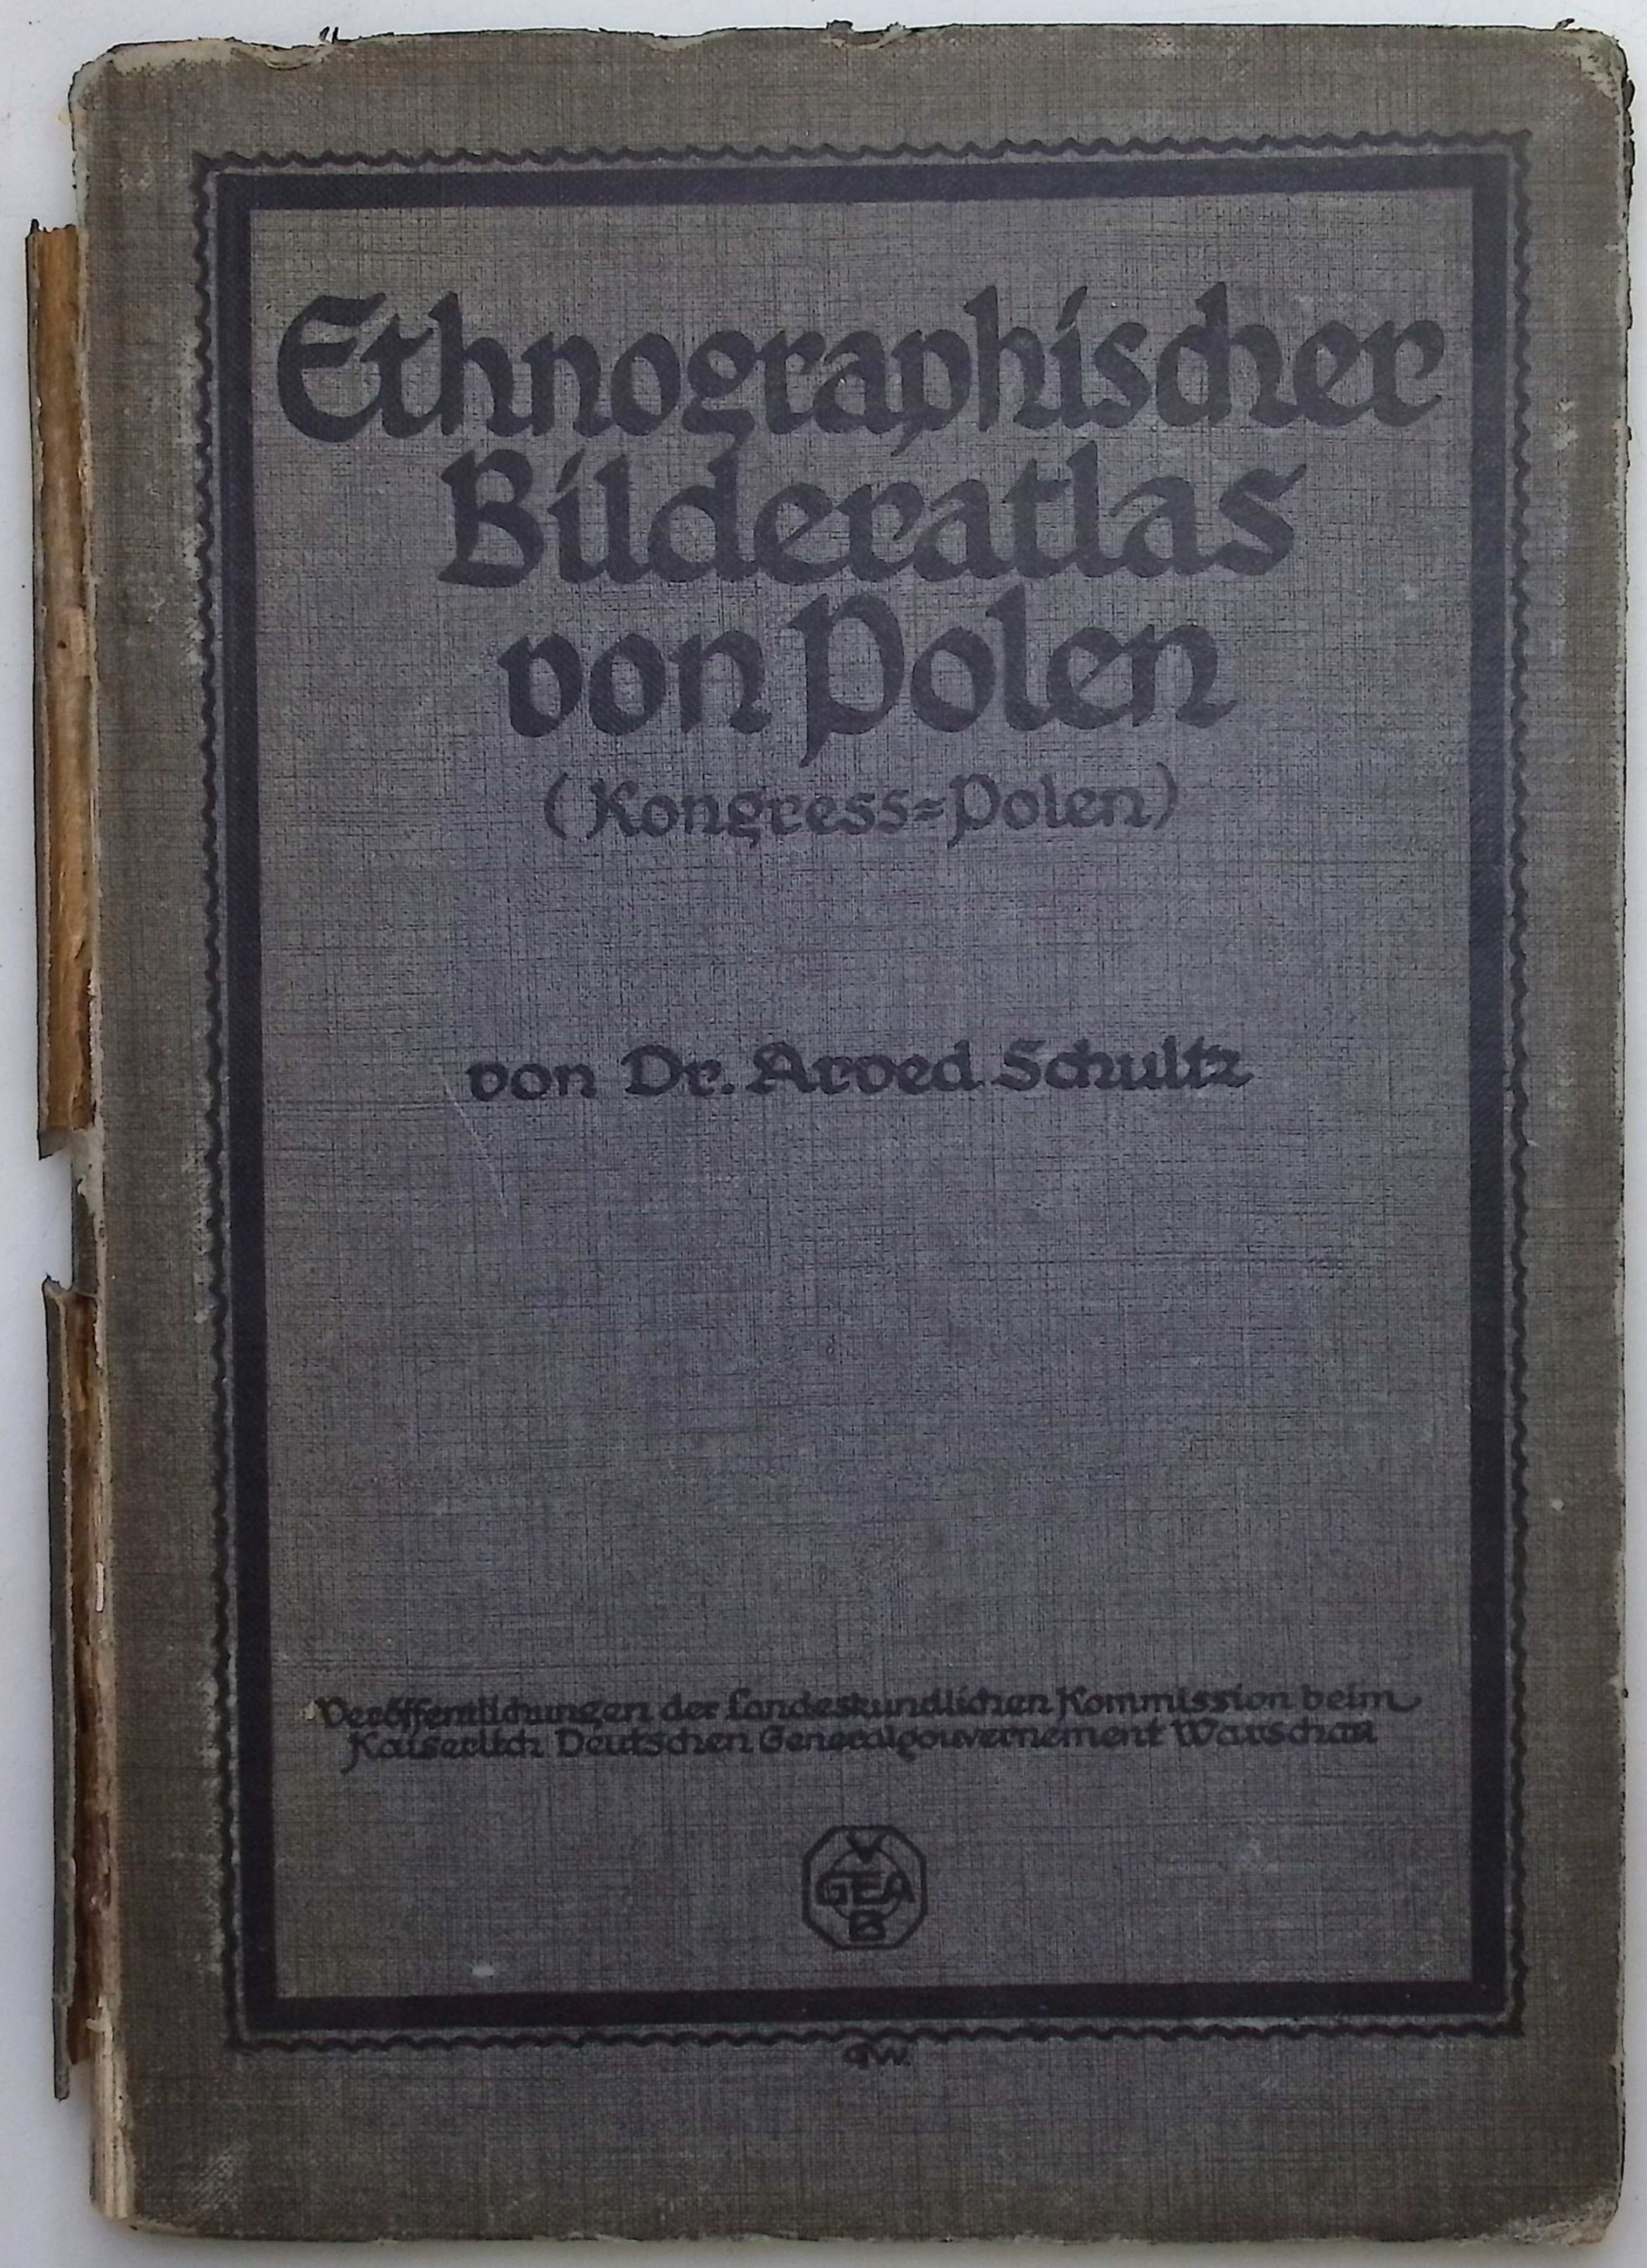 Ethnographischer
Bilderatlas
von Polen
(Kongress=Polen)
von Dr. Arved Schultz
Veröffentlichungen der Landeskundlichen Kommission beim
Kaiserlich Deutschen Generalgouvernement Warschau
V
GEA
B